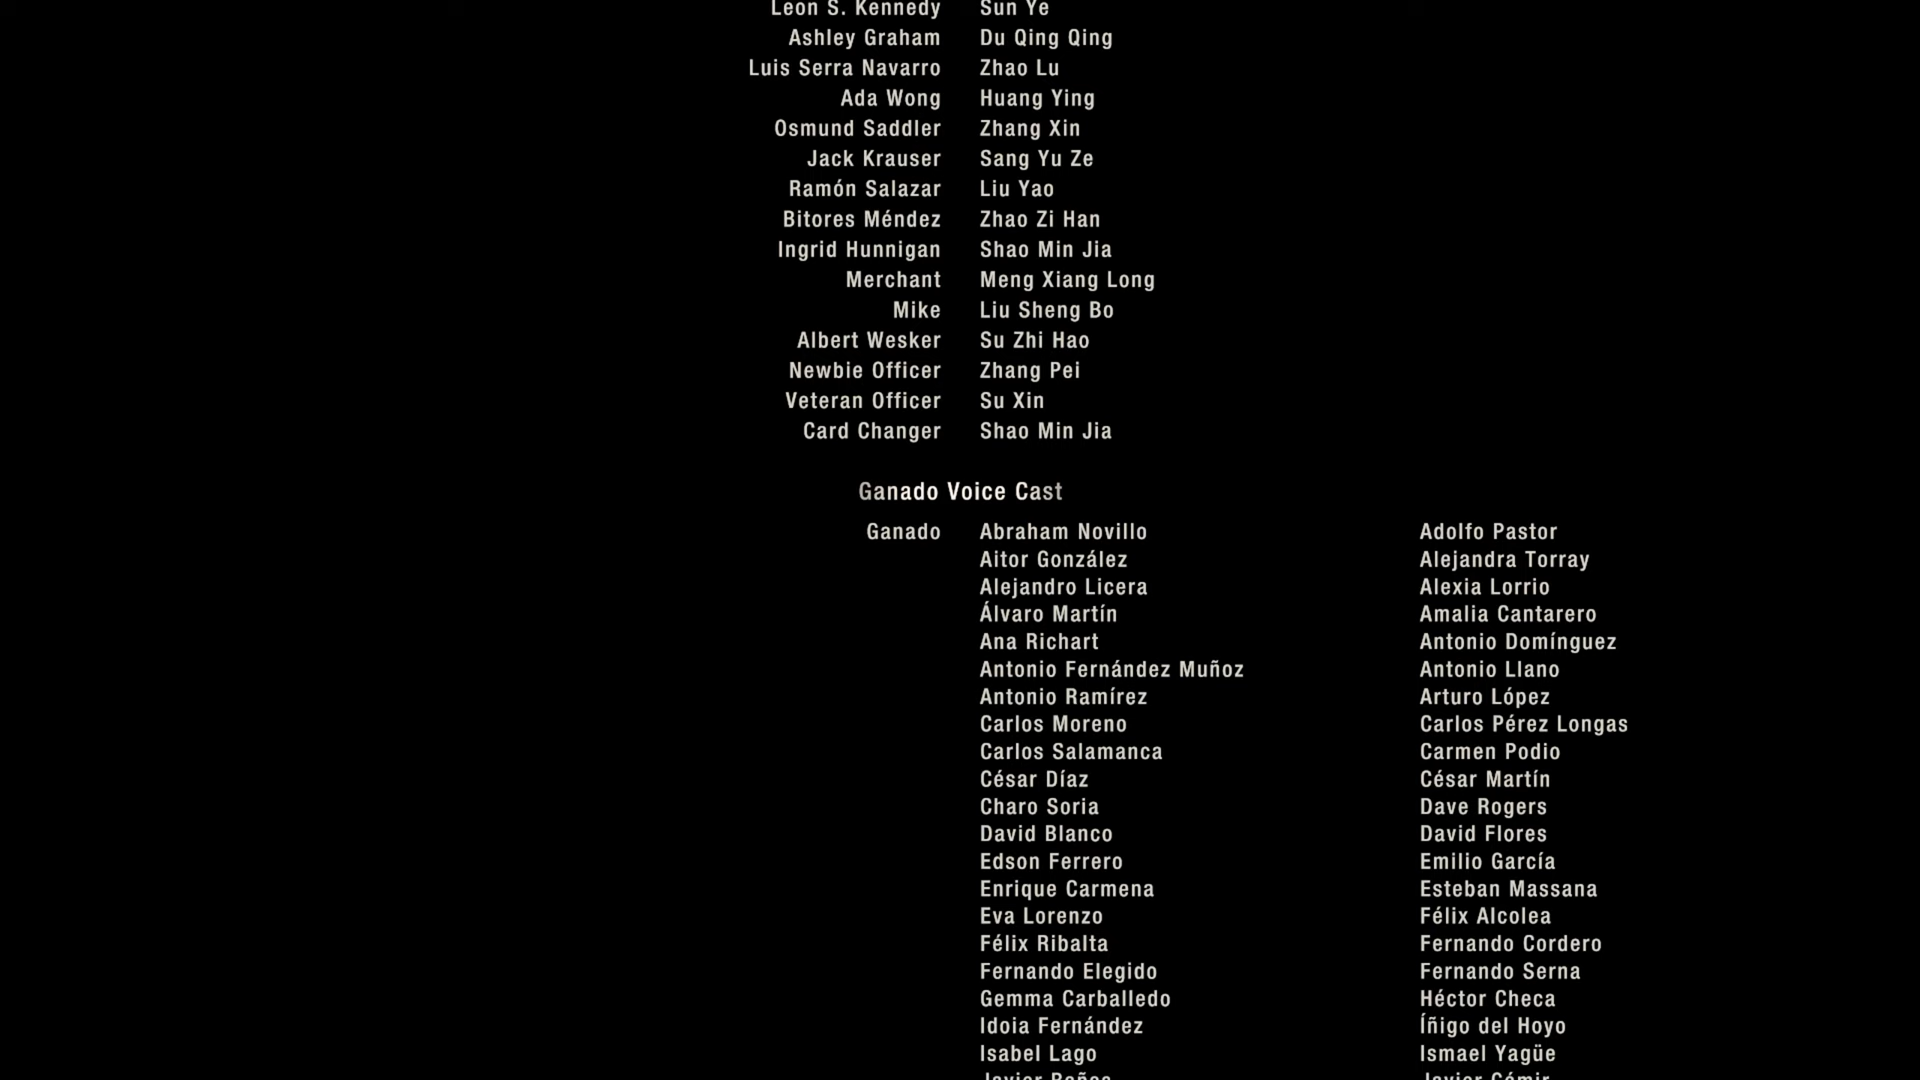 Leon S. Kennedy Sun Ye
Ashley Graham Du Qing Qing
Luis Serra Navarro Zhao Lu
Ada Wong Huang Ying
Osmund Saddler Zhang Xin
Jack Krauser Sang Yu Ze
Ramón Salazar Liu Yao
Bitores Méndez Zhao Zi Han
Ingrid Hunnigan Shao Min Jia
Merchant Meng Xiang Long
Mike Liu Sheng Bo
Albert Wesker Su Zhi Hao
Newbie Officer Zhang Pei
Veteran Officer Su Xin
Card Changer Shao Min Jia
Ganado Voice Cast
Ganado Abraham Novillo Adolfo Pastor
Aitor González Alejandra Torray
Alejandro Licera Alexia Lorrio
Álvaro Martín Amalia Cantarero
Ana Richart Antonio Domínguez
Antonio Fernández Muñoz Antonio Llano
Antonio Ramírez Arturo López
Carlos Moreno Carlos Pérez Longas
Carlos Salamanca Carmen Podio
César Díaz César Martín
Charo Soria Dave Rogers
David Blanco David Flores
Edson Ferrero Emilio García
Enrique Carmena Esteban Massana
Eva Lorenzo Félix Alcolea
Félix Ribalta Fernando Cordero
Fernando Elegido Fernando Serna
Gemma Carballedo Héctor Checa
Idoia Fernández Íñigo del Hoyo
Isabel Lago Ismael Yagüe
Javier Javier